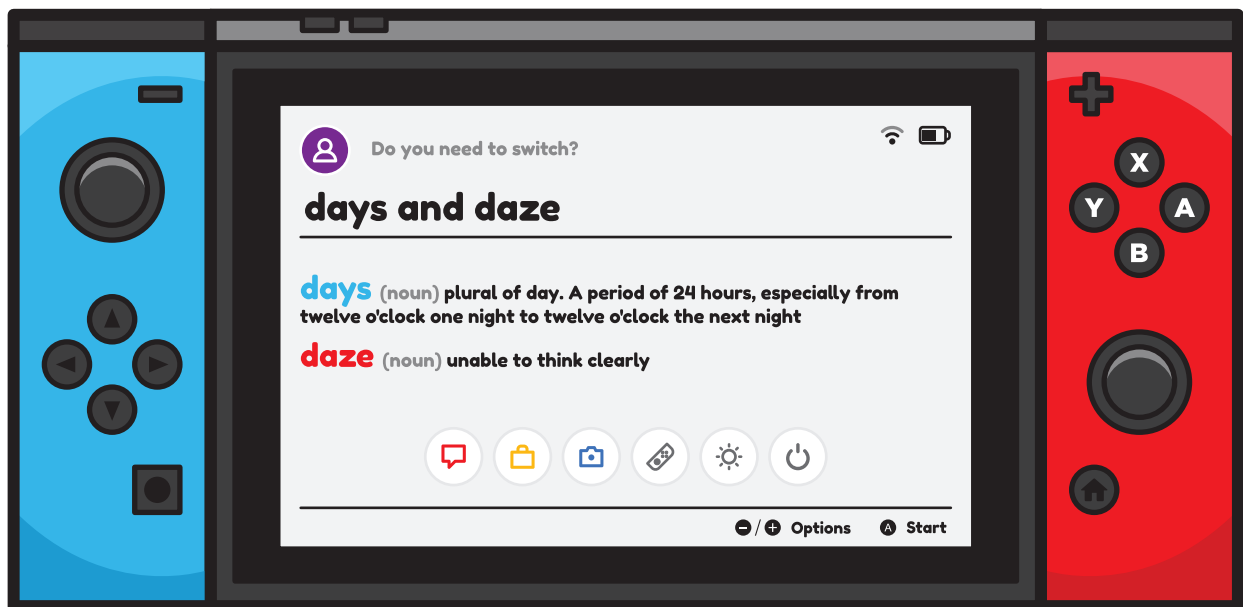 Do you need to switch?
days and daze
days (noun) plural of day. A period of 24 hours, especially from
twelve o'clock one night to twelve o'clock the next night
daze (noun) unable to think clearly
X
Y A
B
−/+ Options A Start